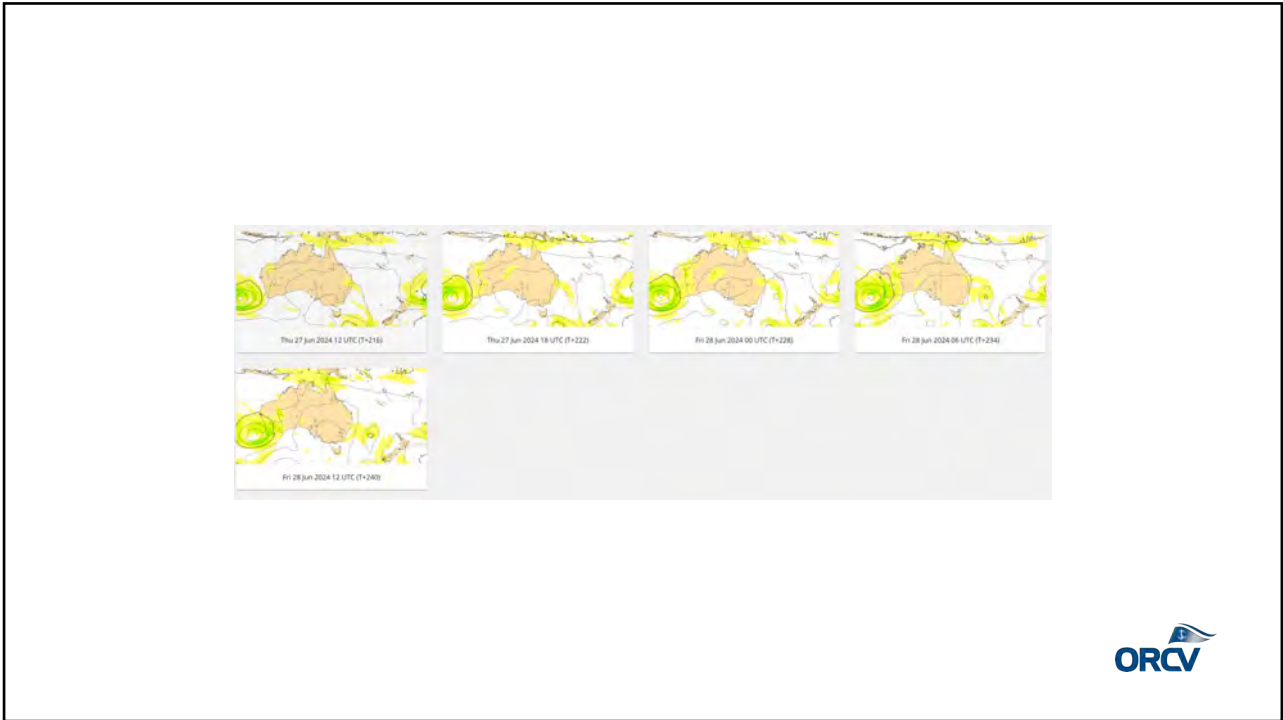 Thu 27 Jun 2024 12 UTC (T+216)
Thu 27 Jun 2024 18 UTC (T+222)
Fri 28 Jun 2024 00 UTC (T+228)
Fri 28 Jun 2024 06 UTC (T+234)
Fri 28 Jun 2024 12 UTC (T+240)
ORCV